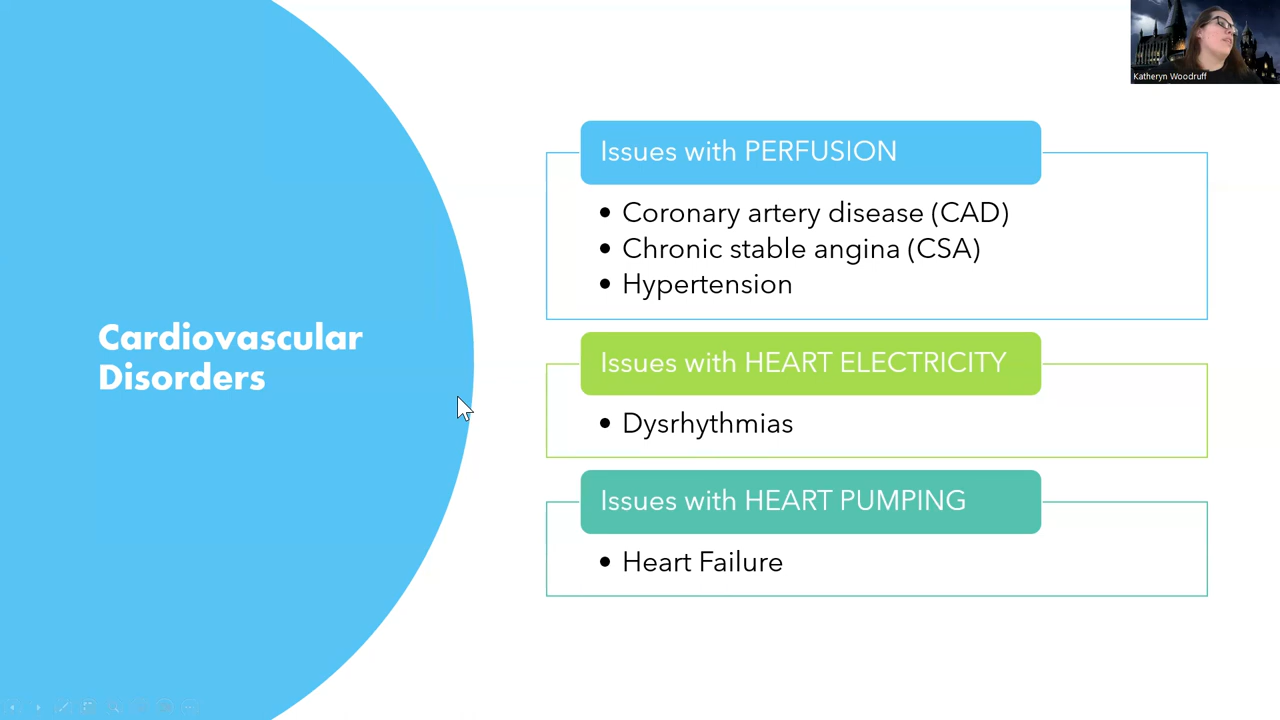 Katheryn Woodruff
Cardiovascular
Disorders
Issues with PERFUSION
• Coronary artery disease (CAD)
• Chronic stable angina (CSA)
• Hypertension
Issues with HEART ELECTRICITY
• Dysrhythmias
Issues with HEART PUMPING
• Heart Failure